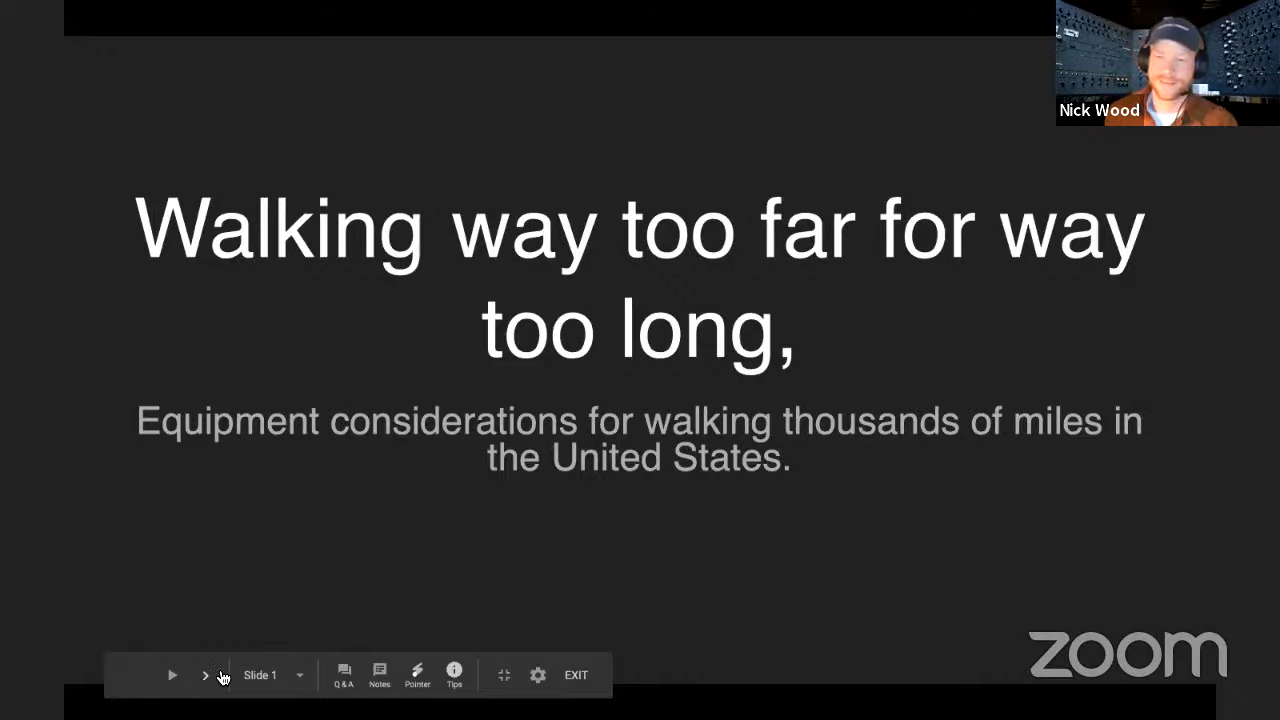 Nick Wood
Walking way too far for way
too long,
Equipment considerations for walking thousands of miles in
the United States.
zoom
Slide 1
Q & A
Notes
Pointer
Tips
EXIT